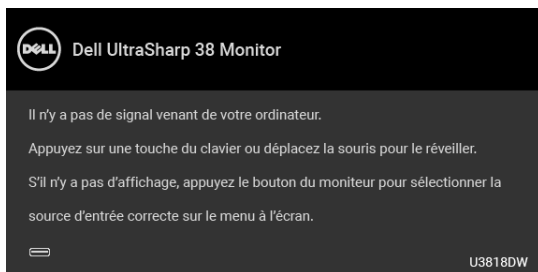 DELL Dell UltraSharp 38 Monitor
Il n’y a pas de signal venant de votre ordinateur.
Appuyez sur une touche du clavier ou déplacez la souris pour le réveiller.
S’il n’y a pas d’affichage, appuyez le bouton du moniteur pour sélectionner la
source d’entrée correcte sur le menu à l’écran.
U3818DW